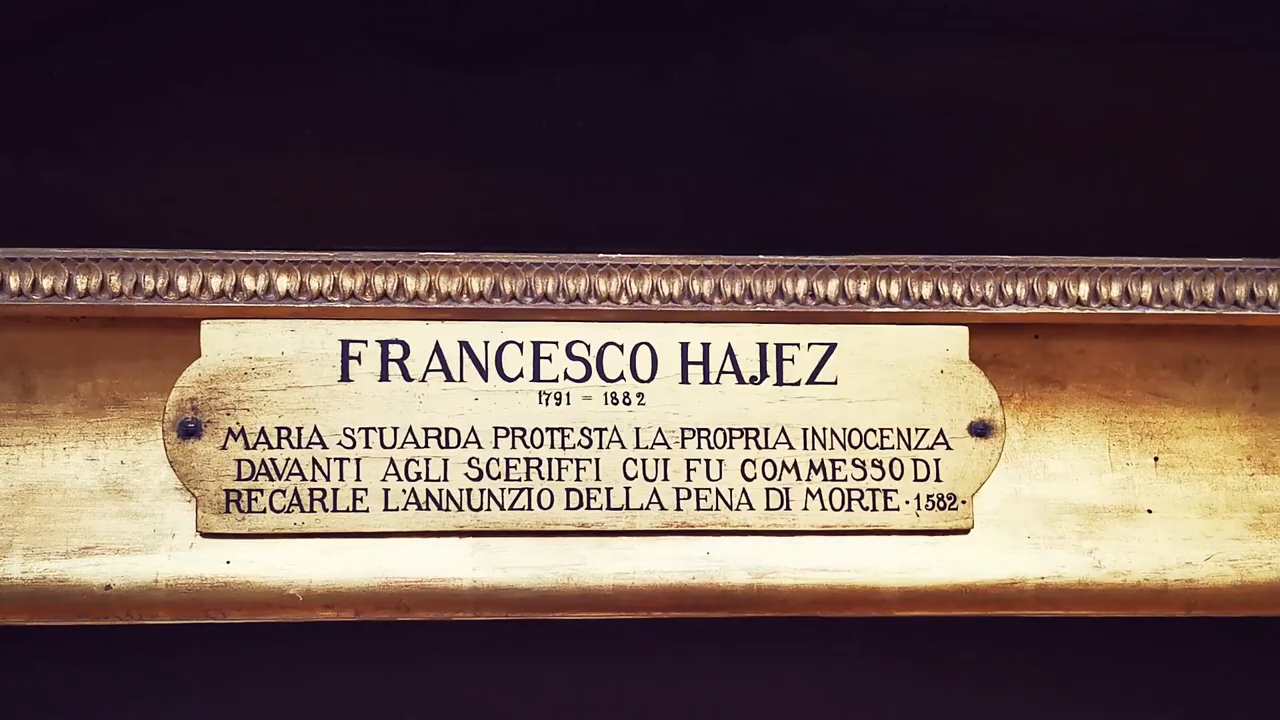 FRANCESCO HAJEZ
1791 = 1882
MARIA STUARDA PROTESTA LA PROPRIA INNOCENZA
DAVANTI AGLI SCERIFFI CUI FU COMMESSO DI
RECARLE L'ANNUNZIO DELLA PENA DI MORTE · 1582 ·